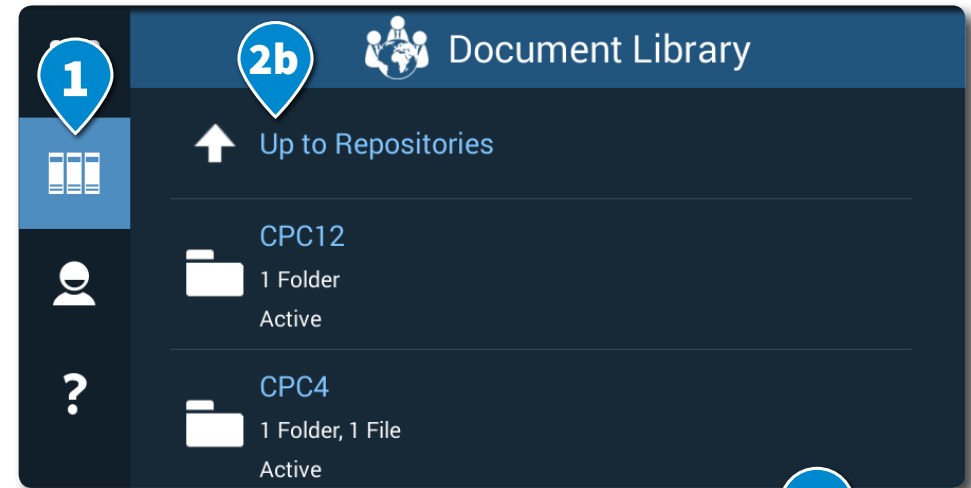 1
2b
Document Library
Up to Repositories
CPC12
1 Folder
Active
?
CPC4
1 Folder, 1 File
Active